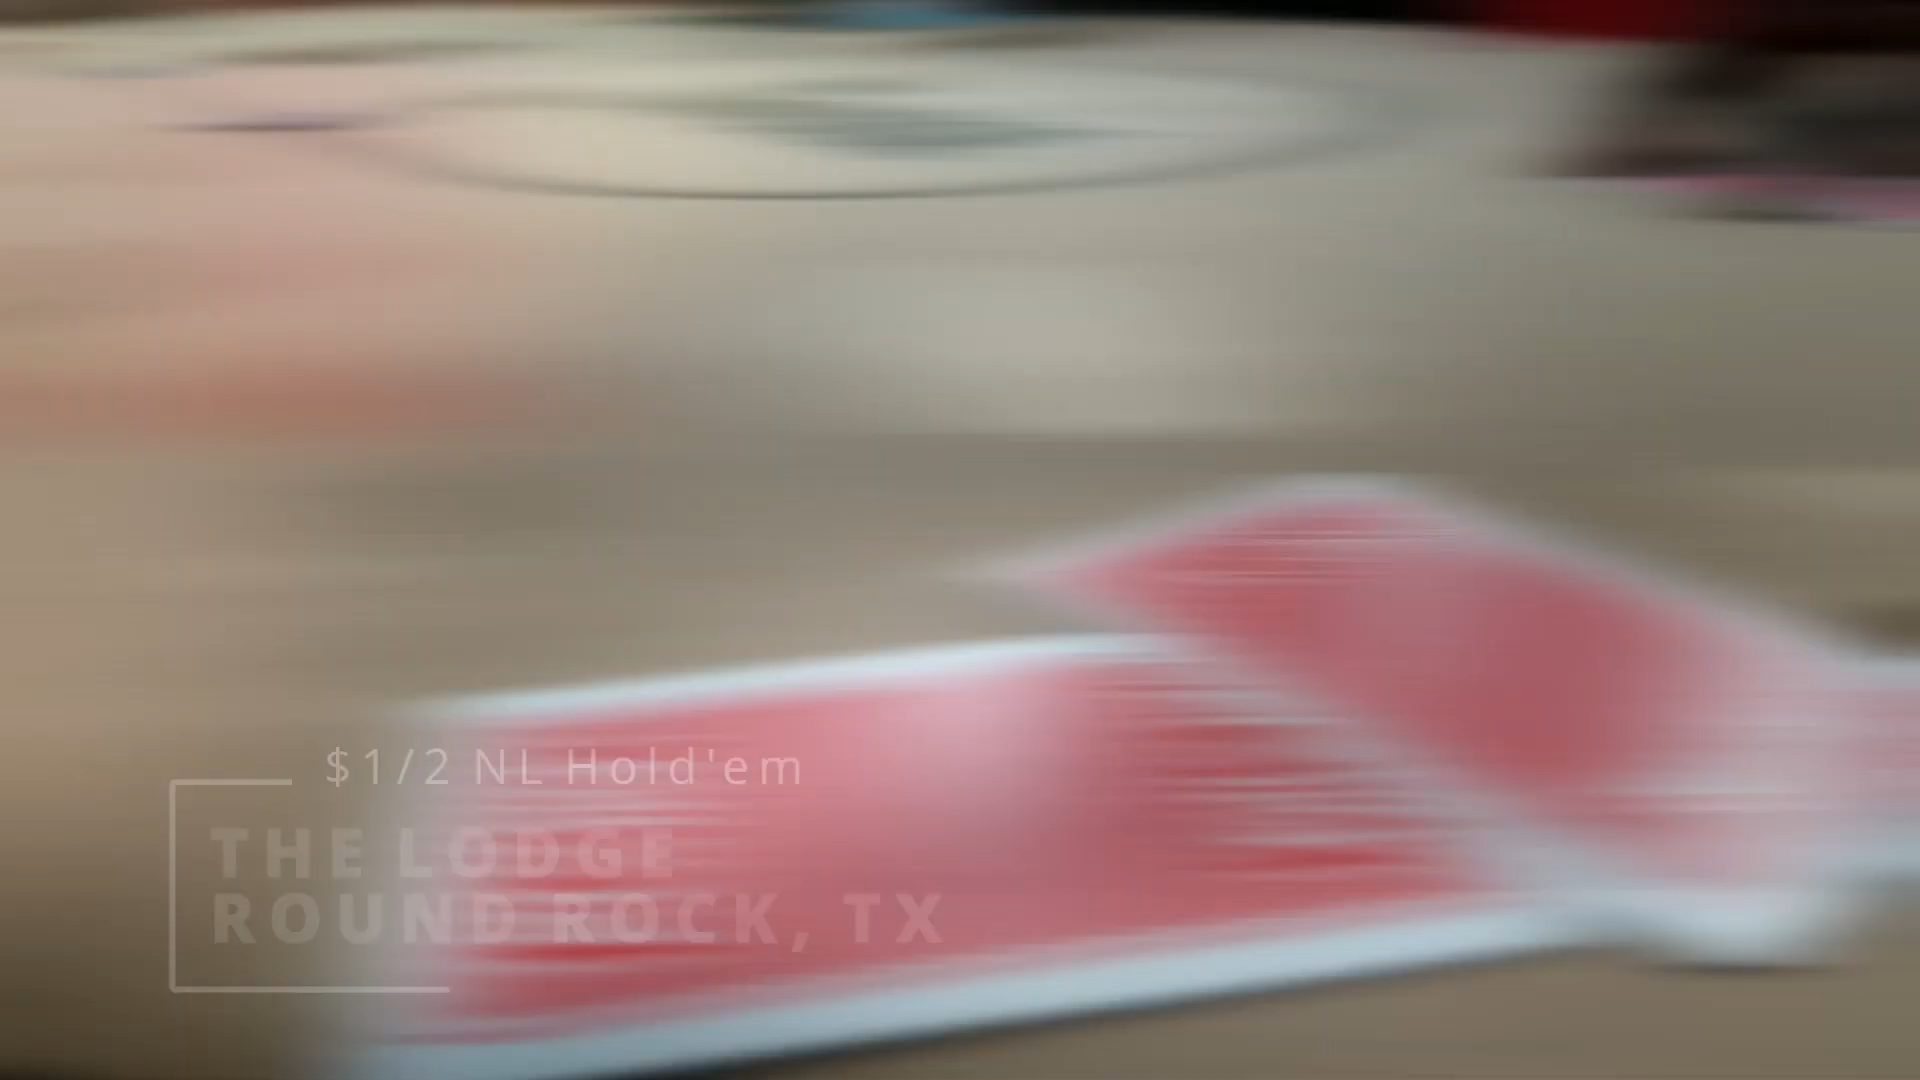 $1/2 NL Hold'em
THE LODGE
ROUND ROCK, TX